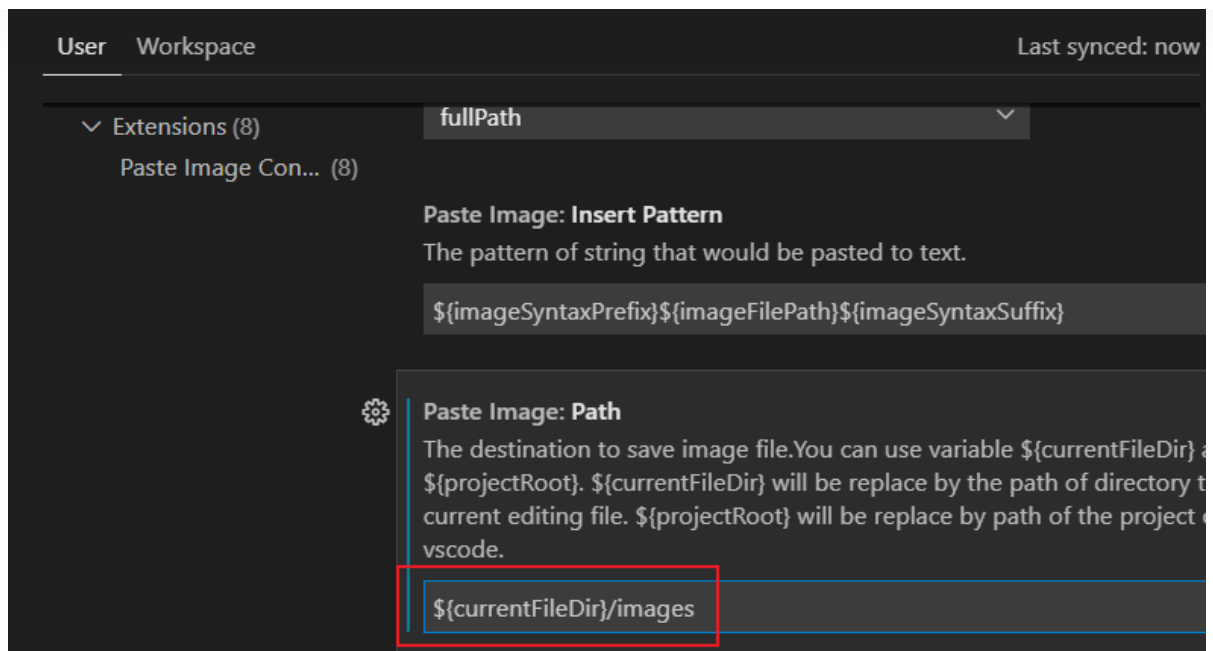 User Workspace Last synced: now
Extensions (8)
fullPath
Paste Image Con... (8)
Paste Image: Insert Pattern
The pattern of string that would be pasted to text.
${imageSyntaxPrefix}${imageFilePath}${imageSyntaxSuffix}
Paste Image: Path
The destination to save image file.You can use variable ${currentFileDir}
${projectRoot}. ${currentFileDir} will be replace by the path of directory
current editing file. ${projectRoot} will be replace by path of the project
vscode.
${currentFileDir}/images